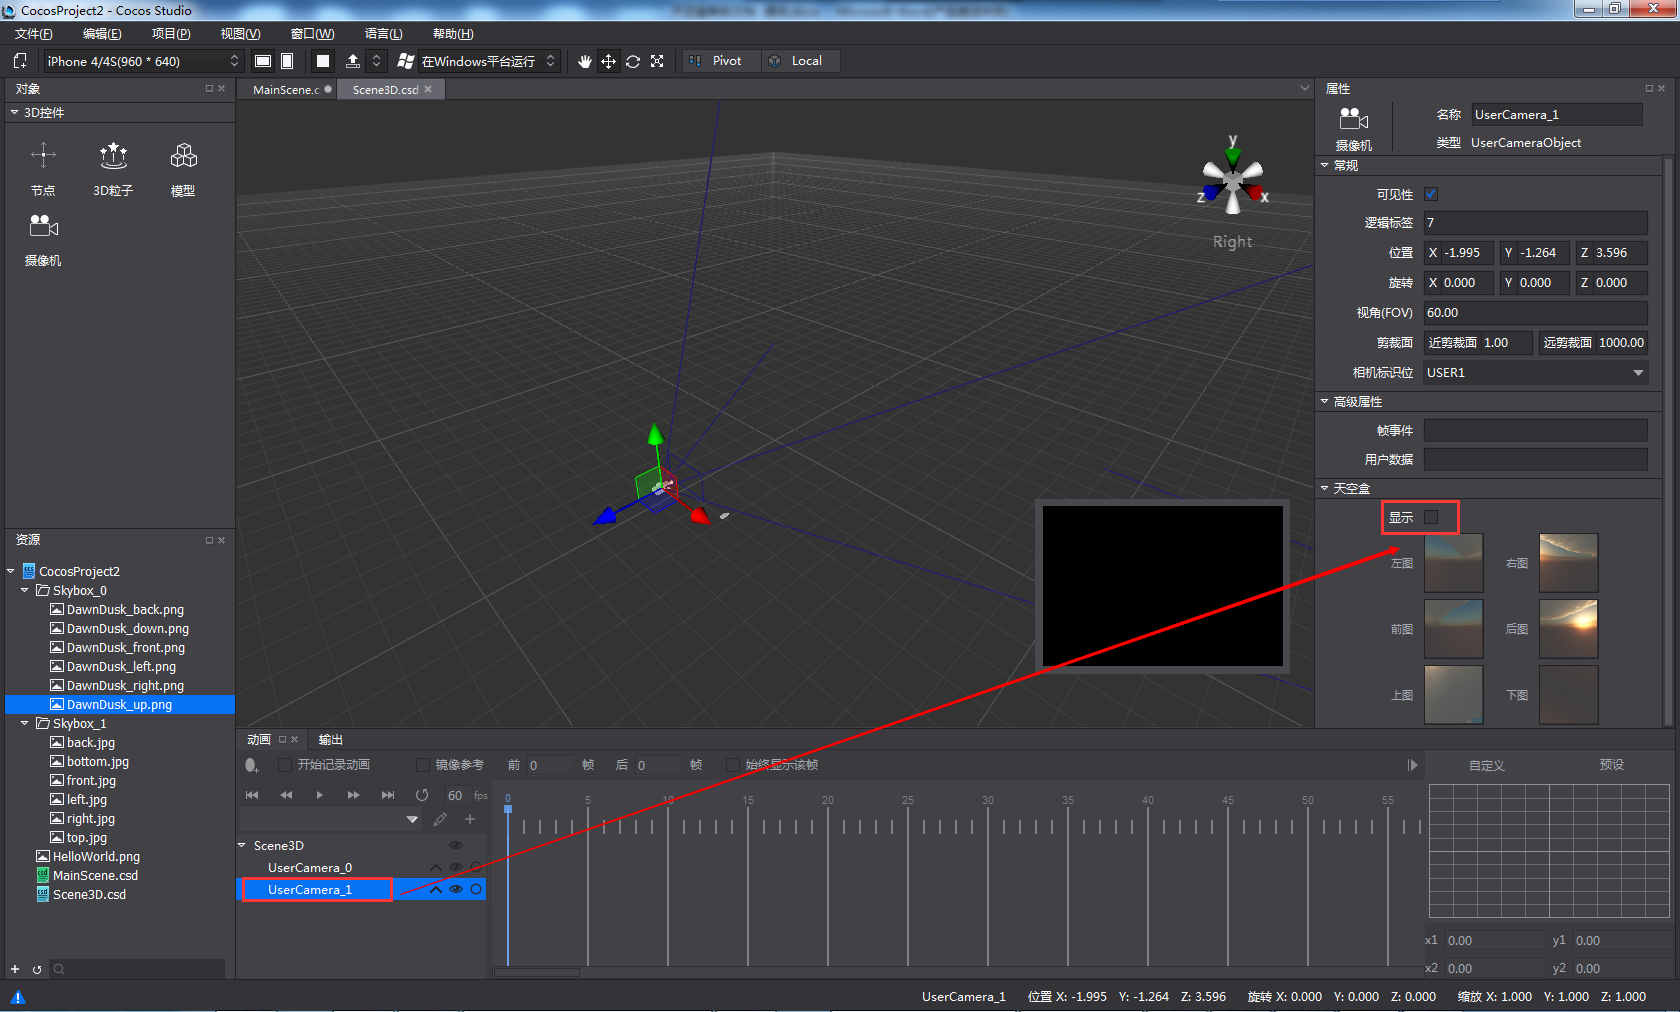 CocosProject2 - Cocos Studio
文件(F) 编辑(E) 项目(P) 视图(V) 窗口(W) 语言(L) 帮助(H)
iPhone 4/4S(960 * 640) 在Windows平台运行 Pivot Local
对象
3D控件
节点 3D粒子 模型
摄像机
资源
CocosProject2
Skybox_0
DawnDusk_back.png
DawnDusk_down.png
DawnDusk_front.png
DawnDusk_left.png
DawnDusk_right.png
DawnDusk_up.png
Skybox_1
back.jpg
bottom.jpg
front.jpg
left.jpg
right.jpg
top.jpg
HelloWorld.png
MainScene.csd
Scene3D.csd
MainScene.c Scene3D.csd
y
z x
Right
属性
摄像机
名称 UserCamera_1
类型 UserCameraObject
常规
可见性
逻辑标签 7
位置 X -1.995 Y -1.264 Z 3.596
旋转 X 0.000 Y 0.000 Z 0.000
视角(FOV) 60.00
剪裁面 近剪裁面 1.00 远剪裁面 1000.00
相机标识位 USER1
高级属性
帧事件
用户数据
天空盒
显示
左图 右图
前图 后图
上图 下图
动画 输出
开始记录动画 镜像参考 前 0 帧 后 0 帧 始终显示该帧
60 fps
0 5 10 15 20 25 30 35 40 45 50 55
Scene3D
UserCamera_0
UserCamera_1
自定义 预设
x1 0.00 y1 0.00
x2 0.00 y2 0.00
UserCamera_1 位置 X: -1.995 Y: -1.264 Z: 3.596 旋转 X: 0.000 Y: 0.000 Z: 0.000 缩放 X: 1.000 Y: 1.000 Z: 1.000